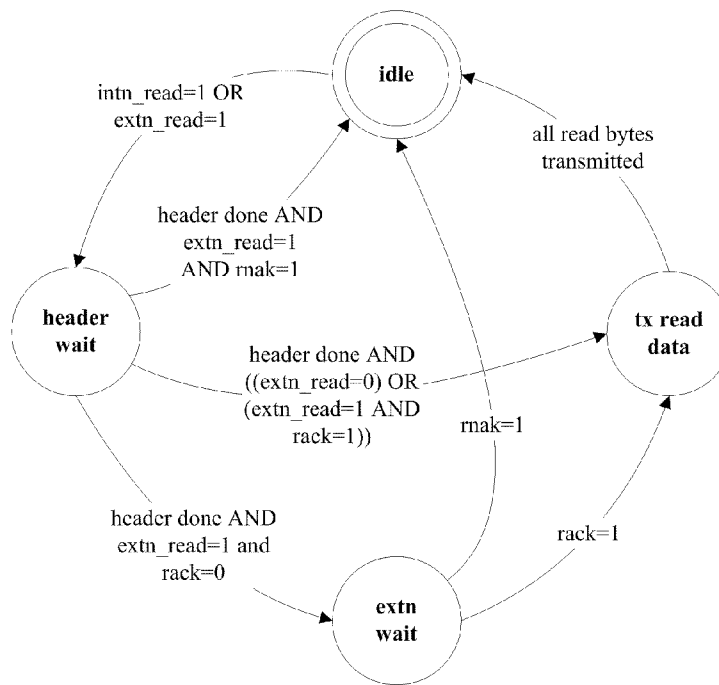 idle
intn_read=1 OR
extn_read=1
all read bytes
transmitted
header done AND
extn_read=1
AND rnak=1
header
wait
tx read
data
header done AND
((extn_read=0) OR
(extn_read=1 AND
rack=1))
rnak=1
header done AND
extn_read=1 and
rack=0
rack=1
extn
wait